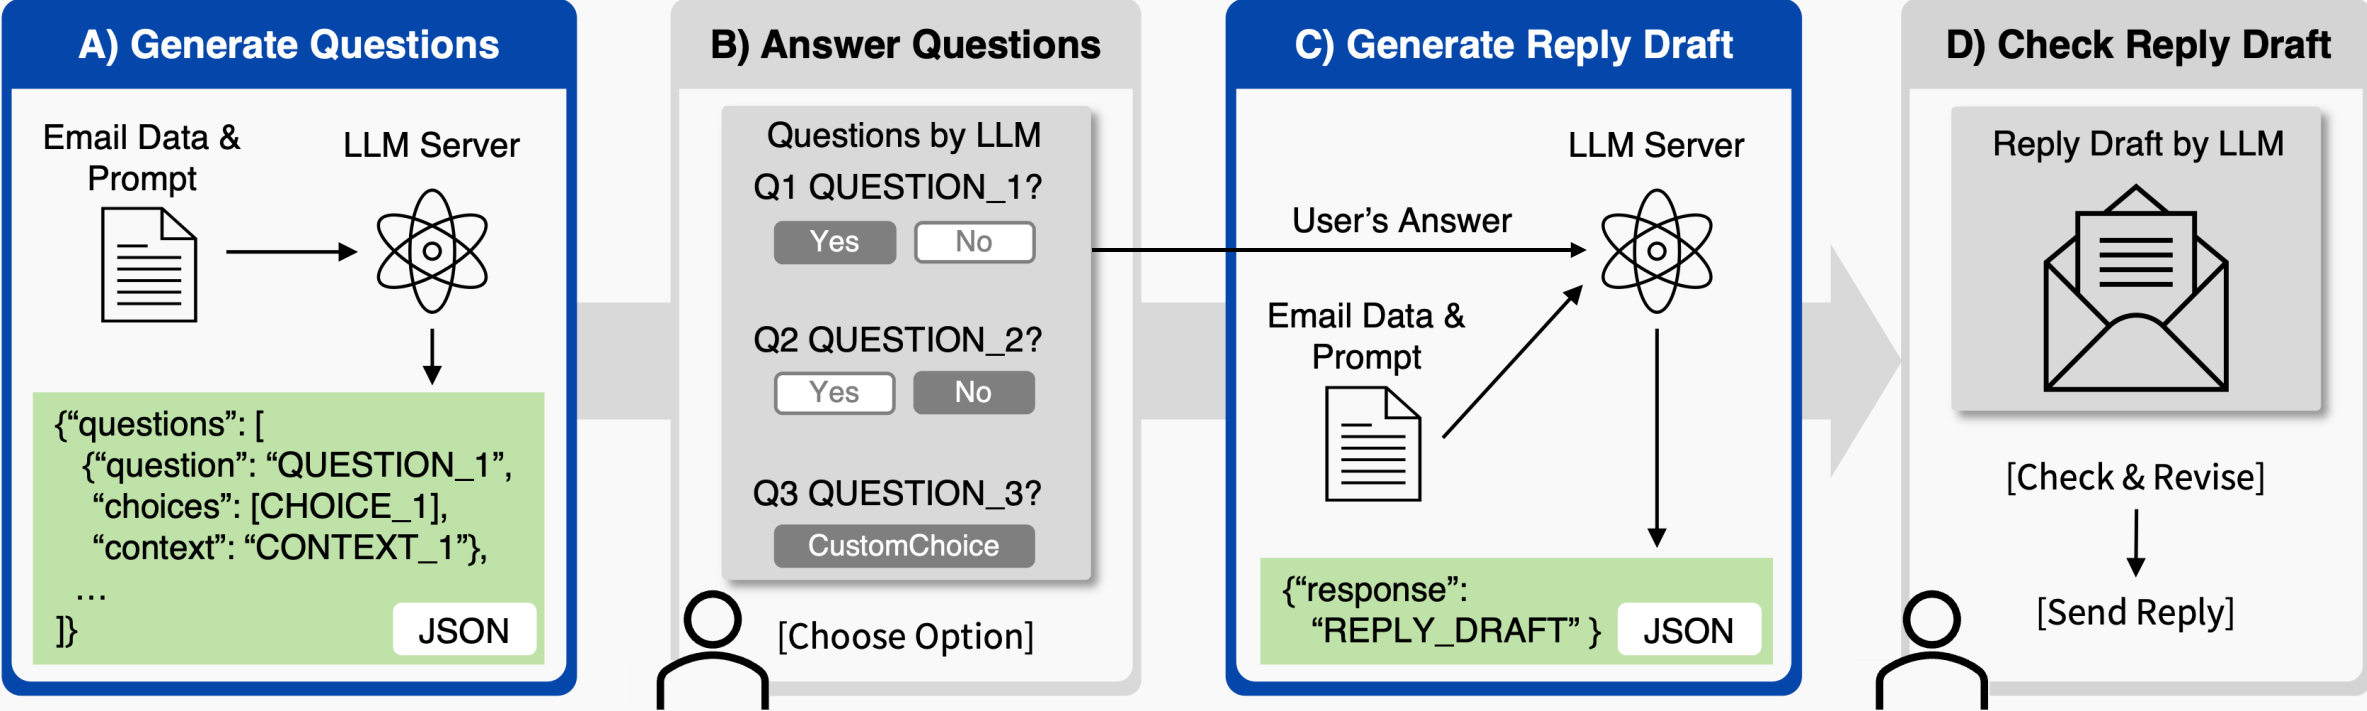 A) Generate Questions
Email Data &
Prompt
LLM Server
{“questions”: [
{“question”: “QUESTION_1”,
“choices”: [CHOICE_1],
“context”: “CONTEXT_1”},
...
]}
JSON
B) Answer Questions
Questions by LLM
Q1 QUESTION_1?
Yes
No
Q2 QUESTION_2?
Yes
No
Q3 QUESTION_3?
CustomChoice
[Choose Option]
C) Generate Reply Draft
LLM Server
User’s Answer
Email Data &
Prompt
{“response”:
“REPLY_DRAFT” }
JSON
D) Check Reply Draft
Reply Draft by LLM
[Check & Revise]
[Send Reply]